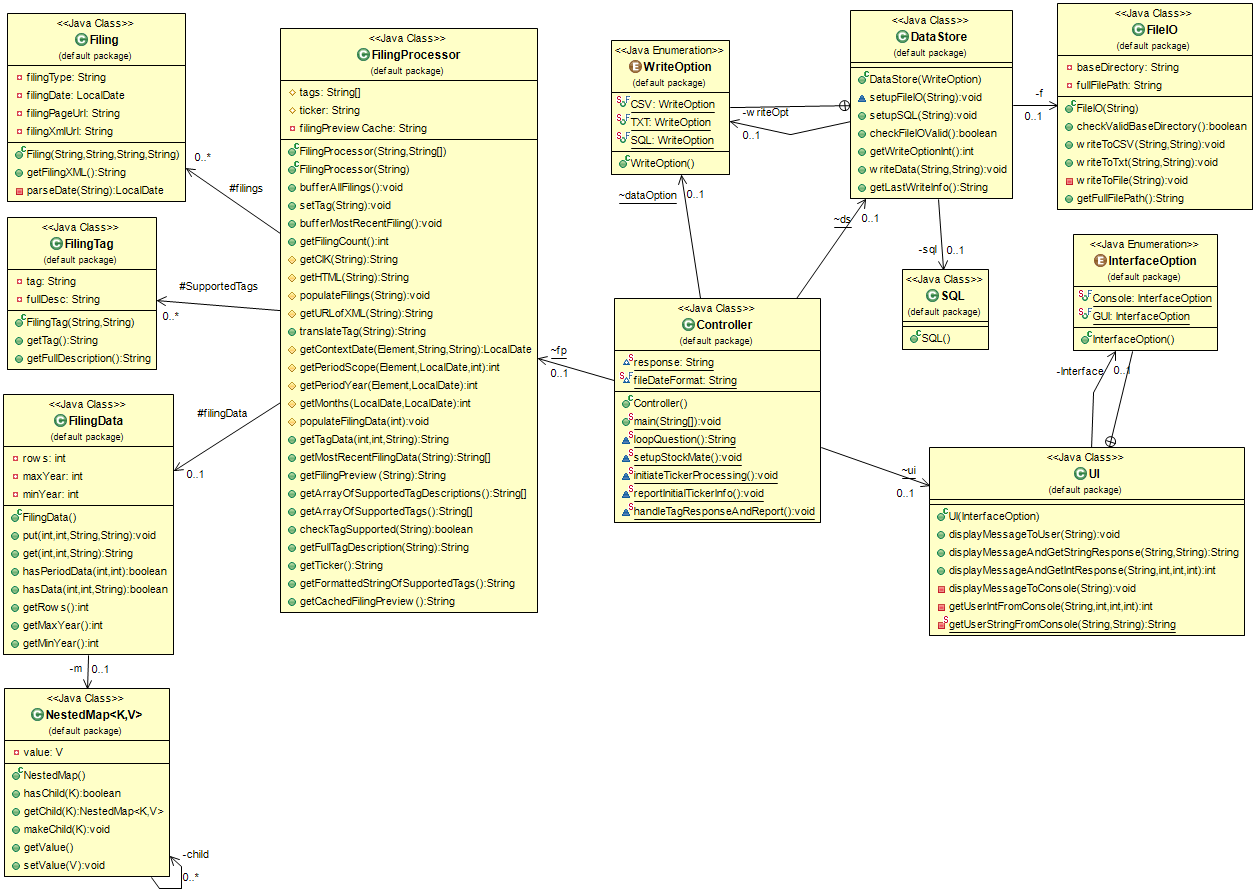 <<Java Class>>
Filing
(default package)
filingType: String
filingDate: LocalDate
filingPageUrl: String
filingXmlUrl: String
Filing(String,String,String,String)
getFilingXML():String
parseDate(String):LocalDate
0..*
#filings
<<Java Class>>
FilingTag
(default package)
tag: String
fullDesc: String
FilingTag(String,String)
getTag():String
getFullDescription():String
#SupportedTags
0..*
<<Java Class>>
FilingData
(default package)
rows: int
maxYear: int
minYear: int
FilingData()
put(int,int,String,String):void
get(int,int,String):String
hasPeriodData(int,int):boolean
hasData(int,int,String):boolean
getRows():int
getMaxYear():int
getMinYear():int
#filingData
0..1
-m
0..1
<<Java Class>>
NestedMap<K,V>
(default package)
value: V
NestedMap()
hasChild(K):boolean
getChild(K):NestedMap<K,V>
makeChild(K):void
getValue()
setValue(V):void
-child
0..*
<<Java Class>>
FilingProcessor
(default package)
tags: String[]
ticker: String
filingPreviewCache: String
FilingProcessor(String,String[])
FilingProcessor(String)
bufferAllFilings():void
setTag(String):void
bufferMostRecentFiling():void
getFilingCount():int
getCIK(String):String
getHTML(String):String
populateFilings(String):void
getURLofXML(String):String
translateTag(String):String
getContextDate(Element,String,String):LocalDate
getPeriodScope(Element,LocalDate,int):int
getPeriodYear(Element,LocalDate):int
getMonths(LocalDate,LocalDate):int
populateFilingData(int):void
getTagData(int,int,String):String
getMostRecentFilingData(String):String[]
getFilingPreview(String):String
getArrayOfSupportedTagDescriptions():String[]
getArrayOfSupportedTags():String[]
checkTagSupported(String):boolean
getFullTagDescription(String):String
getTicker():String
getFormattedStringOfSupportedTags():String
getCachedFilingPreview():String
~fp
0..1
<<Java Enumeration>>
WriteOption
(default package)
CSV: WriteOption
TXT: WriteOption
SQL: WriteOption
WriteOption()
-writeOpt
0..1
~dataOption
0..1
<<Java Class>>
Controller
(default package)
response: String
fileDateFormat: String
Controller()
main(String[]):void
loopQuestion():String
setupStockMate():void
initiateTickerProcessing():void
reportInitialTickerInfo():void
handleTagResponseAndReport():void
<<Java Class>>
DataStore
(default package)
DataStore(WriteOption)
setupFileIO(String):void
setupSQL(String):void
checkFileIOValid():boolean
getWriteOptionInt():int
writeData(String,String):void
getLastWriteInfo():String
~ds
0..1
-f
0..1
-sql
0..1
<<Java Class>>
SQL
(default package)
SQL()
<<Java Class>>
FileIO
(default package)
baseDirectory: String
fullFilePath: String
FileIO(String)
checkValidBaseDirectory():boolean
writeToCSV(String,String):void
writeToTxt(String,String):void
writeToFile(String):void
getFullFilePath():String
<<Java Enumeration>>
InterfaceOption
(default package)
Console: InterfaceOption
GUI: InterfaceOption
InterfaceOption()
-Interface
0..1
~ui
0..1
<<Java Class>>
UI
(default package)
UI(InterfaceOption)
displayMessageToUser(String):void
displayMessageAndGetStringResponse(String,String):String
displayMessageAndGetIntResponse(String,int,int,int):int
displayMessageToConsole(String):void
getUserIntFromConsole(String,int,int,int):int
getUserStringFromConsole(String,String):String